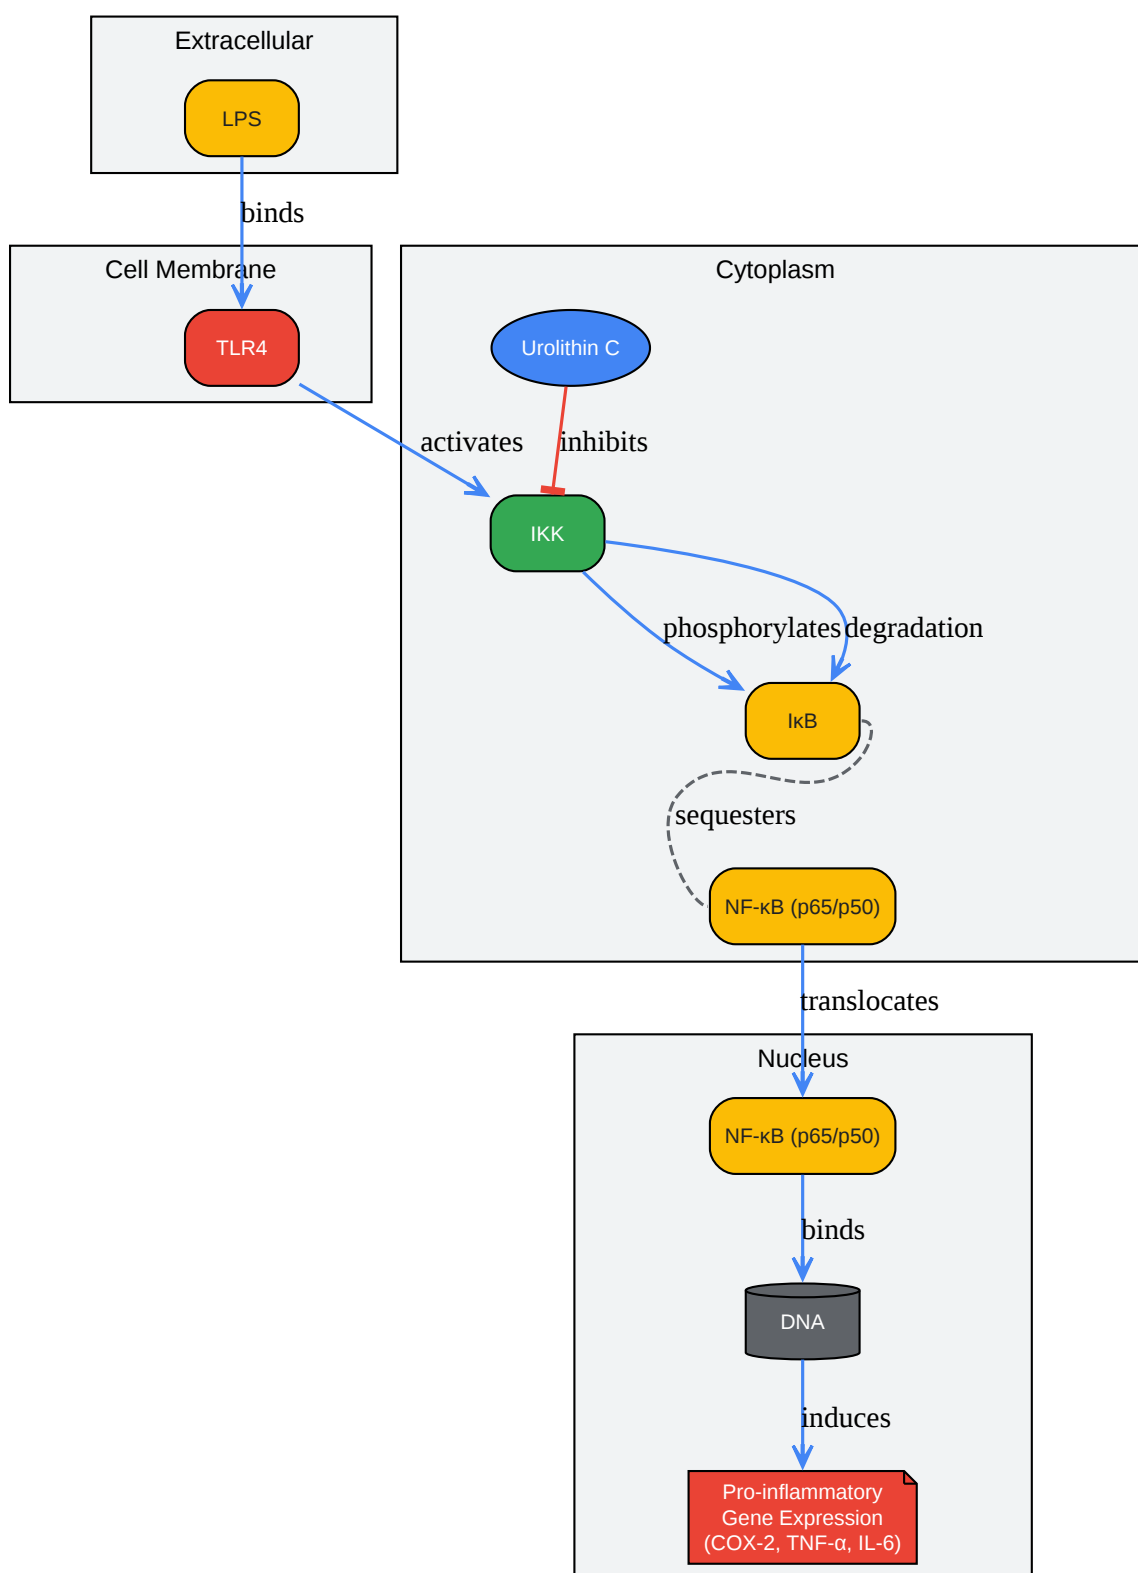 Extracellular
LPS
binds
Cell Membrane
TLR4
Cytoplasm
Urolithin C
activates
inhibits
IKK
phosphorylates
degradation
IκB
sequesters
NF-κB (p65/p50)
translocates
Nucleus
NF-κB (p65/p50)
binds
DNA
induces
Pro-inflammatory
Gene Expression
(COX-2, TNF-α, IL-6)